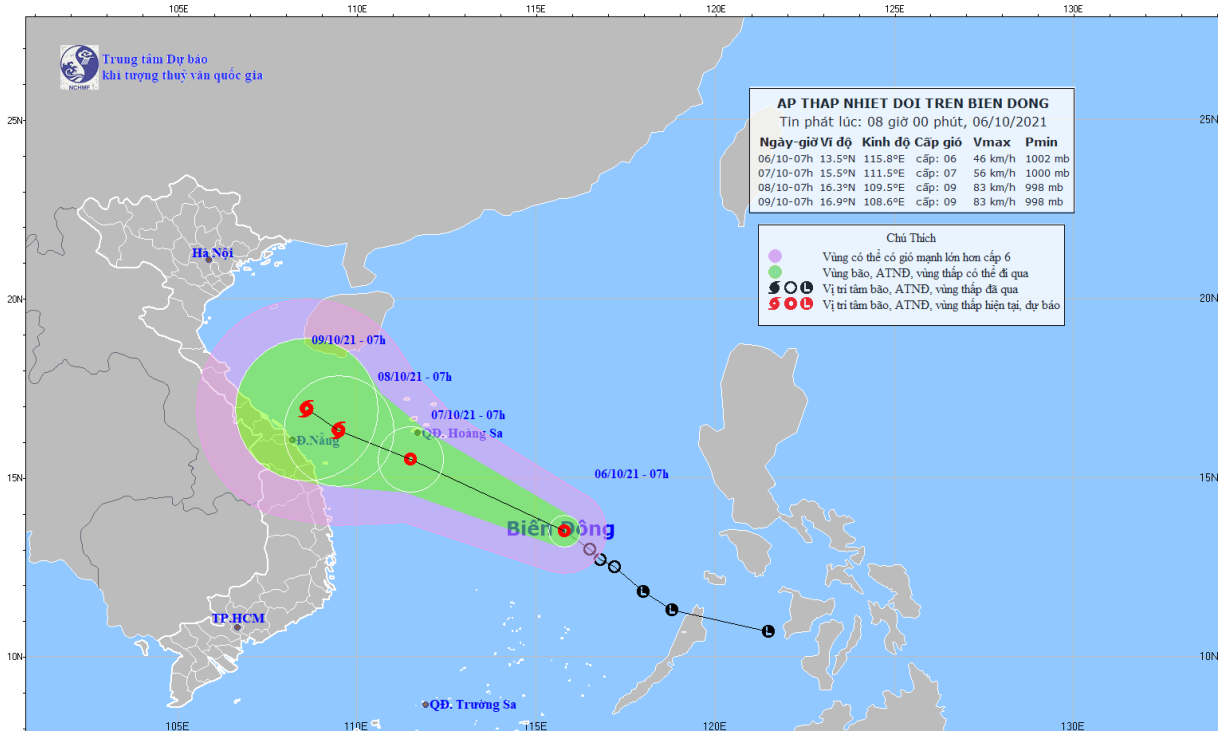 105E 110E 115E 120E 125E 130E
Trung tâm Dự báo
khí tượng thuỷ văn quốc gia
NCHMF
AP THAP NHIET DOI TREN BIEN DONG
Tin phát lúc: 08 giờ 00 phút, 06/10/2021
Ngày-giờ Vĩ độ Kinh độ Cấp gió Vmax Pmin
06/10-07h 13.5°N 115.8°E cấp: 06 46 km/h 1002 mb
07/10-07h 15.5°N 111.5°E cấp: 07 56 km/h 1000 mb
08/10-07h 16.3°N 109.5°E cấp: 09 83 km/h 998 mb
09/10-07h 16.9°N 108.6°E cấp: 09 83 km/h 998 mb
25N 25N
Chú Thích
Vùng có thể có gió mạnh lớn hơn cấp 6
Vùng bão, ATNĐ, vùng thấp có thể đi qua
L Vị trí tâm bão, ATNĐ, vùng thấp đã qua
L Vị trí tâm bão, ATNĐ, vùng thấp hiện tại, dự báo
Hà Nội
20N 20N
09/10/21 - 07h
08/10/21 - 07h
07/10/21 - 07h
QĐ. Hoàng Sa
Đ.Nẵng
06/10/21 - 07h
15N 15N
Biển Đông
L
L
L
TP.HCM
10N 10N
QĐ. Trường Sa
105E 110E 115E 120E 130E